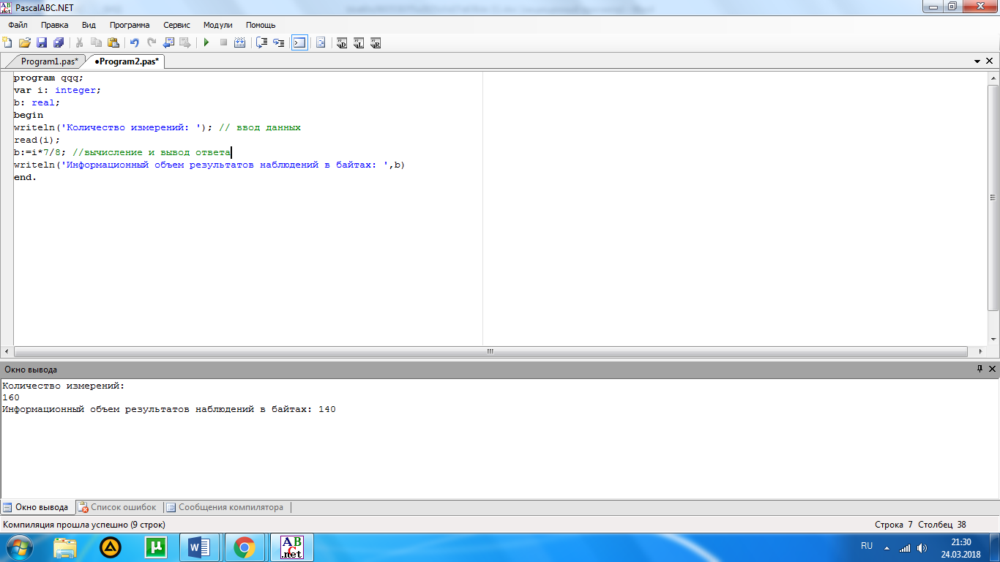 PascalABC.NET
Файл Правка Вид Программа Сервис Модули Помощь
Program1.pas* •Program2.pas*
program qqq;
var i: integer;
b: real;
begin
writeln('Количество измерений: '); // ввод данных
read(i);
b:=i*7/8; //вычисление и вывод ответа
writeln('Информационный объем результатов наблюдений в байтах: ',b)
end.
Окно вывода
Количество измерений:
160
Информационный объем результатов наблюдений в байтах: 140
Окно вывода Список ошибок Сообщения компилятора
Компиляция прошла успешно (9 строк) Строка 7 Столбец 38
RU 21:30
24.03.2018